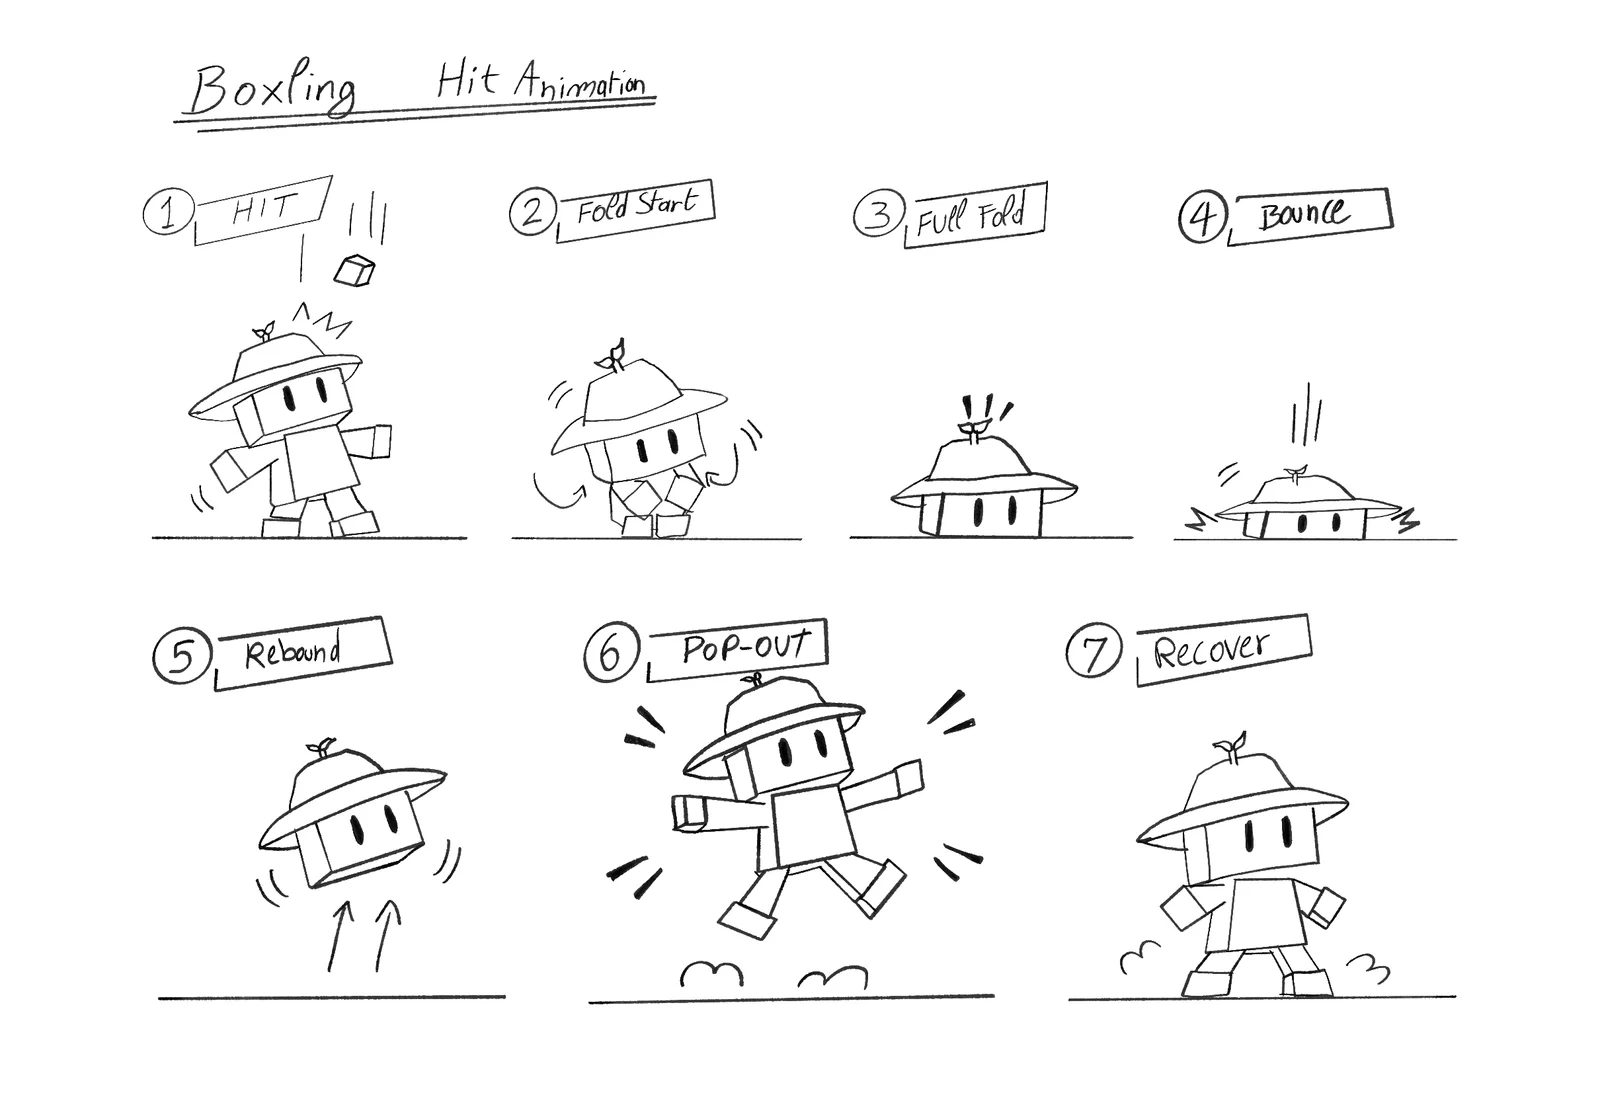 Boxling Hit Animation
1 HIT
2 Fold Start
3 Full Fold
4 Bounce
5 Rebound
6 POP-OUT
7 Recover